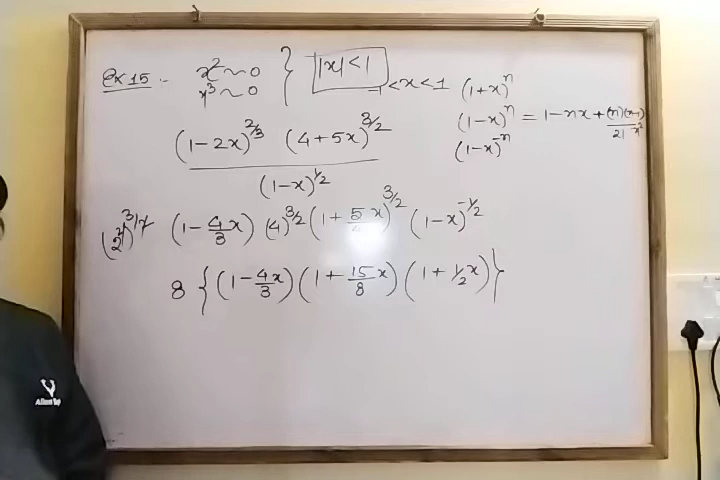 Ex 15 :- x² ~ 0 } |x| < 1
x³ ~ 0 -1 < x < 1 (1+x)ⁿ
(1-x)ⁿ = 1 - nx + (n)(n-1)/2! x²
(1-2x)^2/3 (4+5x)^3/2 (1-x)^-n
(1-x)^1/2
(2²)^3/2 (1 - 4/3 x) (4)^3/2 (1 + 5/4 x)^3/2 (1-x)^-1/2
8 { (1 - 4x/3) (1 + 15/8 x) (1 + 1/2 x) }